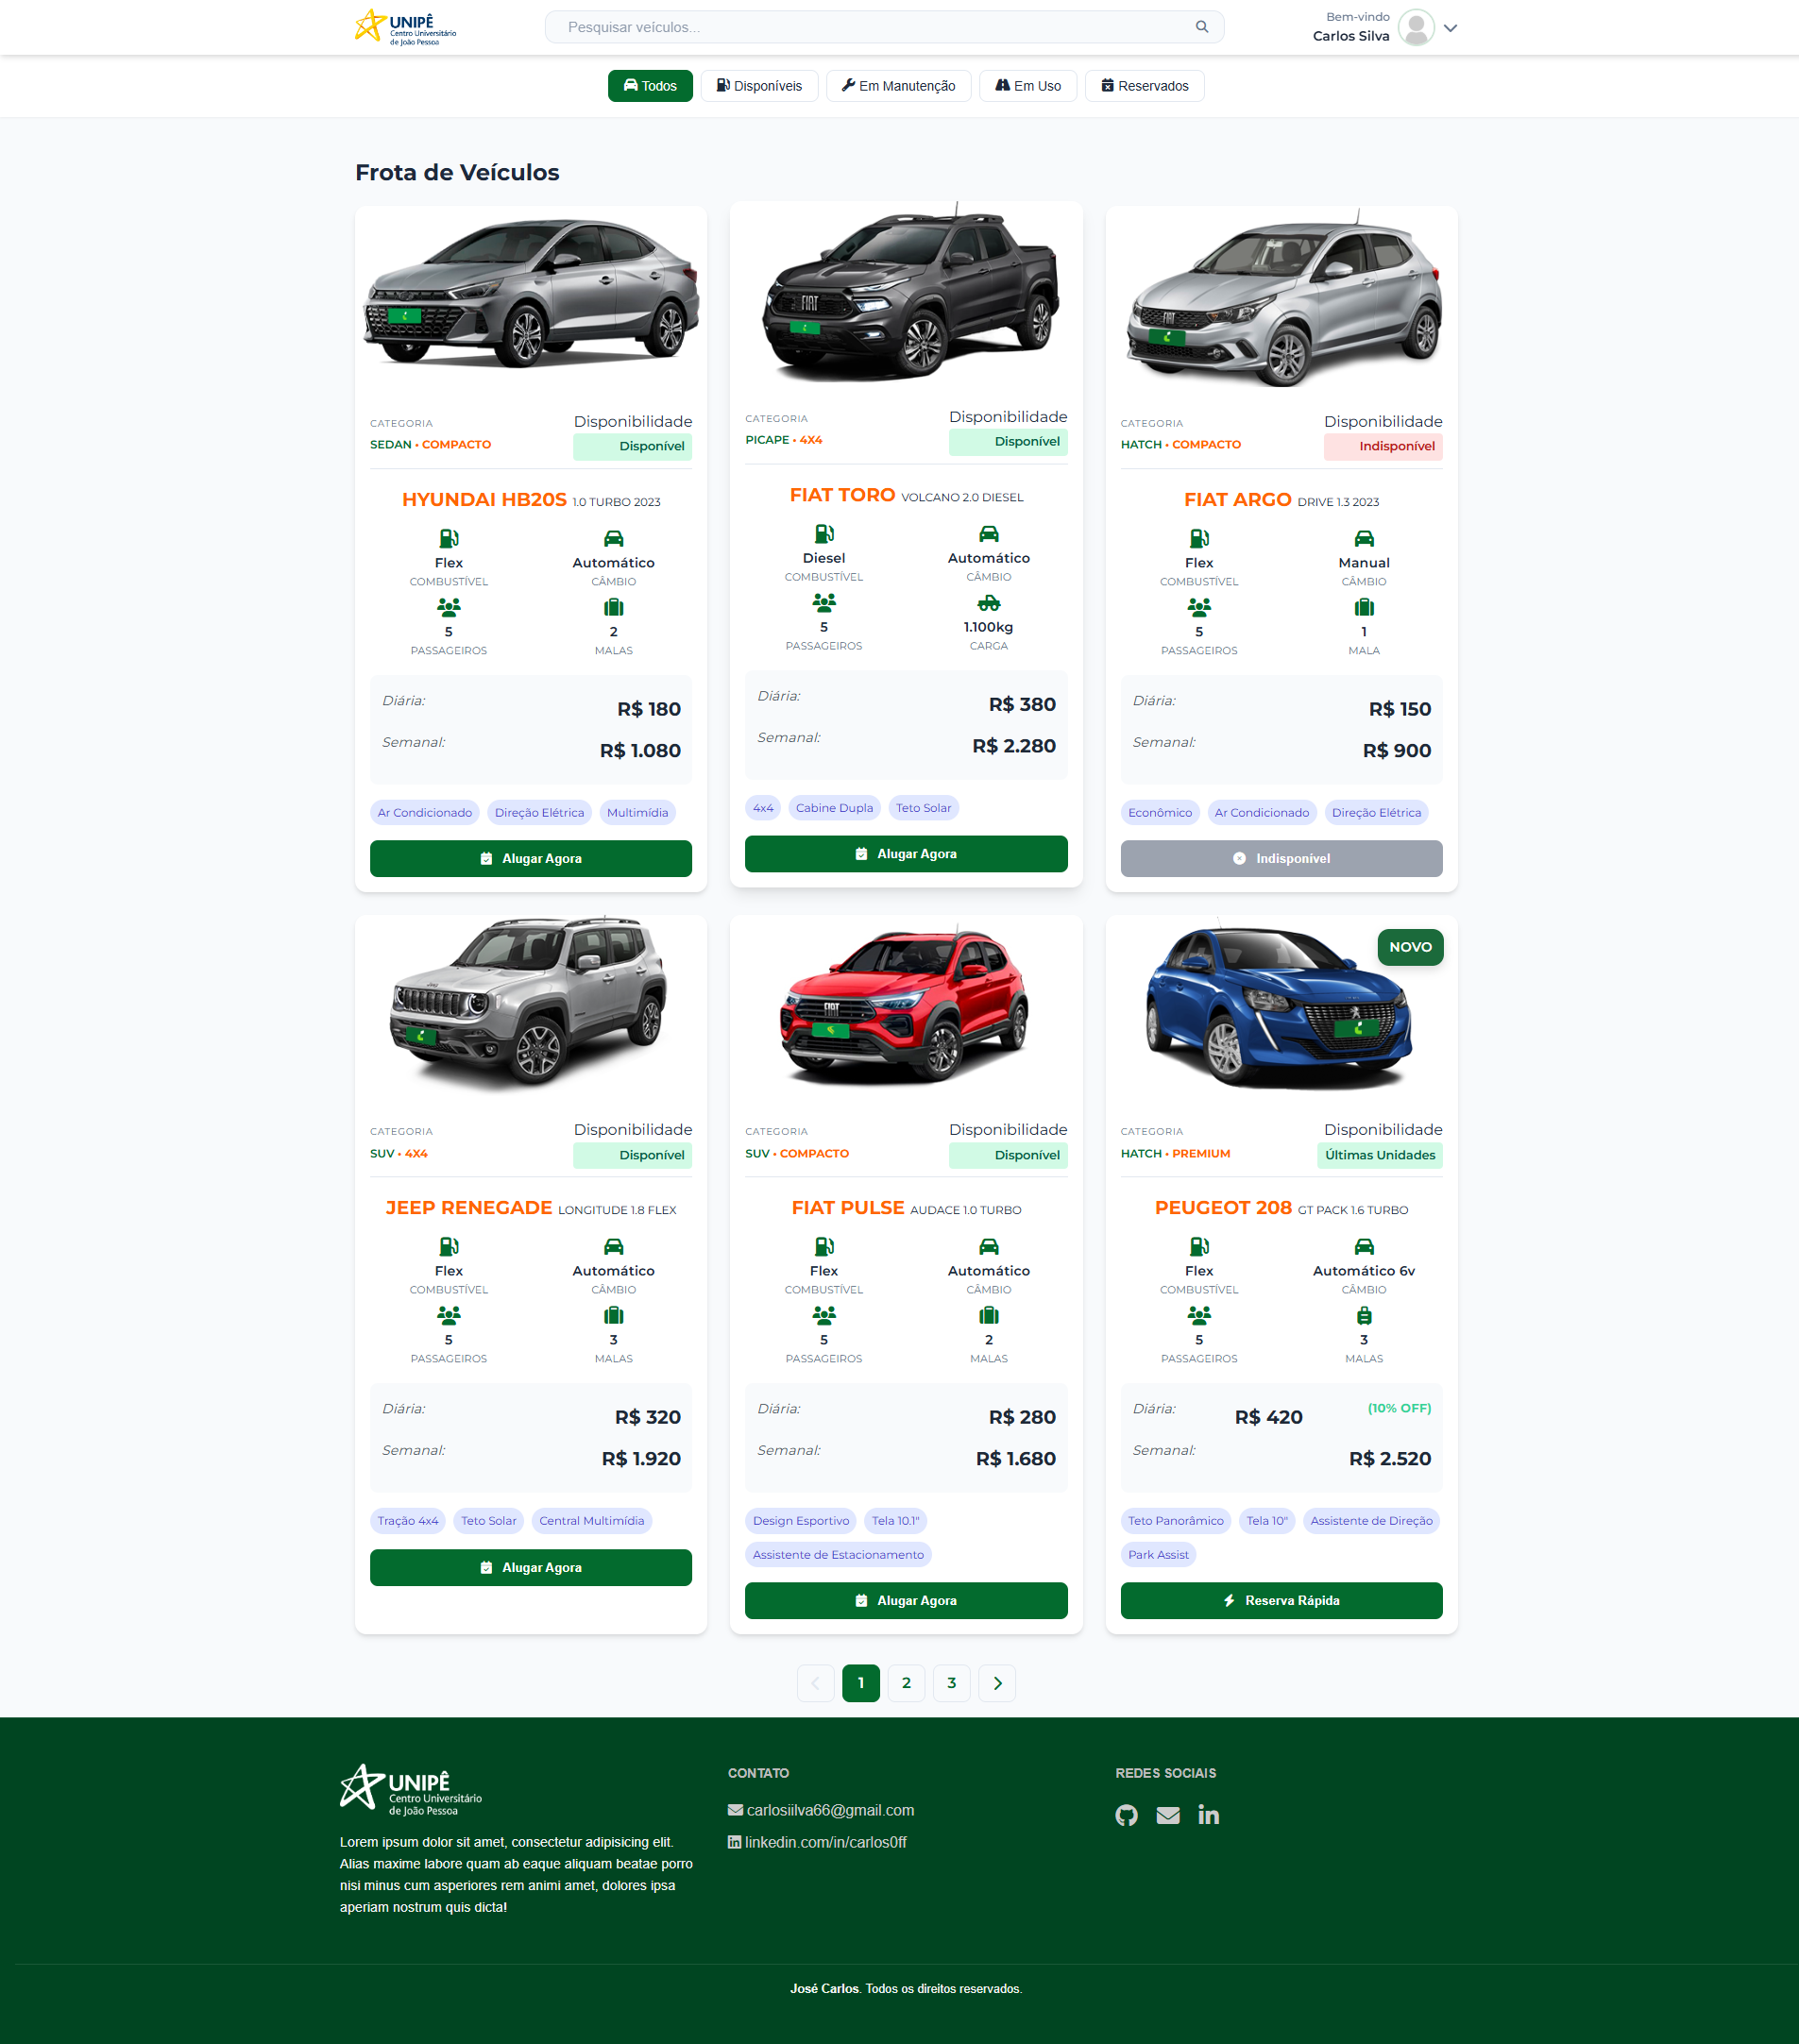 UNIPÊ
Centro Universitário
de João Pessoa
Pesquisar veículos...
Bem-vindo
Carlos Silva
Todos
Disponíveis
Em Manutenção
Em Uso
Reservados
Frota de Veículos
CATEGORIA
SEDAN • COMPACTO
Disponibilidade
Disponível
HYUNDAI HB20S 1.0 TURBO 2023
Flex
COMBUSTÍVEL
Automático
CÂMBIO
5
PASSAGEIROS
2
MALAS
Diária:
R$ 180
Semanal:
R$ 1.080
Ar Condicionado
Direção Elétrica
Multimídia
Alugar Agora
FIAT
CATEGORIA
PICAPE • 4X4
Disponibilidade
Disponível
FIAT TORO VOLCANO 2.0 DIESEL
Diesel
COMBUSTÍVEL
Automático
CÂMBIO
5
PASSAGEIROS
1.100kg
CARGA
Diária:
R$ 380
Semanal:
R$ 2.280
4x4
Cabine Dupla
Teto Solar
Alugar Agora
FIAT
CATEGORIA
HATCH • COMPACTO
Disponibilidade
Indisponível
FIAT ARGO DRIVE 1.3 2023
Flex
COMBUSTÍVEL
Manual
CÂMBIO
5
PASSAGEIROS
1
MALA
Diária:
R$ 150
Semanal:
R$ 900
Econômico
Ar Condicionado
Direção Elétrica
Indisponível
CATEGORIA
SUV • 4X4
Disponibilidade
Disponível
JEEP RENEGADE LONGITUDE 1.8 FLEX
Flex
COMBUSTÍVEL
Automático
CÂMBIO
5
PASSAGEIROS
3
MALAS
Diária:
R$ 320
Semanal:
R$ 1.920
Tração 4x4
Teto Solar
Central Multimídia
Alugar Agora
FIAT
CATEGORIA
SUV • COMPACTO
Disponibilidade
Disponível
FIAT PULSE AUDACE 1.0 TURBO
Flex
COMBUSTÍVEL
Automático
CÂMBIO
5
PASSAGEIROS
2
MALAS
Diária:
R$ 280
Semanal:
R$ 1.680
Design Esportivo
Tela 10.1"
Assistente de Estacionamento
Alugar Agora
NOVO
CATEGORIA
HATCH • PREMIUM
Disponibilidade
Últimas Unidades
PEUGEOT 208 GT PACK 1.6 TURBO
Flex
COMBUSTÍVEL
Automático 6v
CÂMBIO
5
PASSAGEIROS
3
MALAS
Diária:
R$ 420
(10% OFF)
Semanal:
R$ 2.520
Teto Panorâmico
Tela 10"
Assistente de Direção
Park Assist
Reserva Rápida
1
2
3
UNIPÊ
Centro Universitário
de João Pessoa
Lorem ipsum dolor sit amet, consectetur adipisicing elit.
Alias maxime labore quam ab eaque aliquam beatae porro
nisi minus cum asperiores rem animi amet, dolores ipsa
aperiam nostrum quis dicta!
CONTATO
carlosiilva66@gmail.com
linkedin.com/in/carlos0ff
REDES SOCIAIS
José Carlos. Todos os direitos reservados.